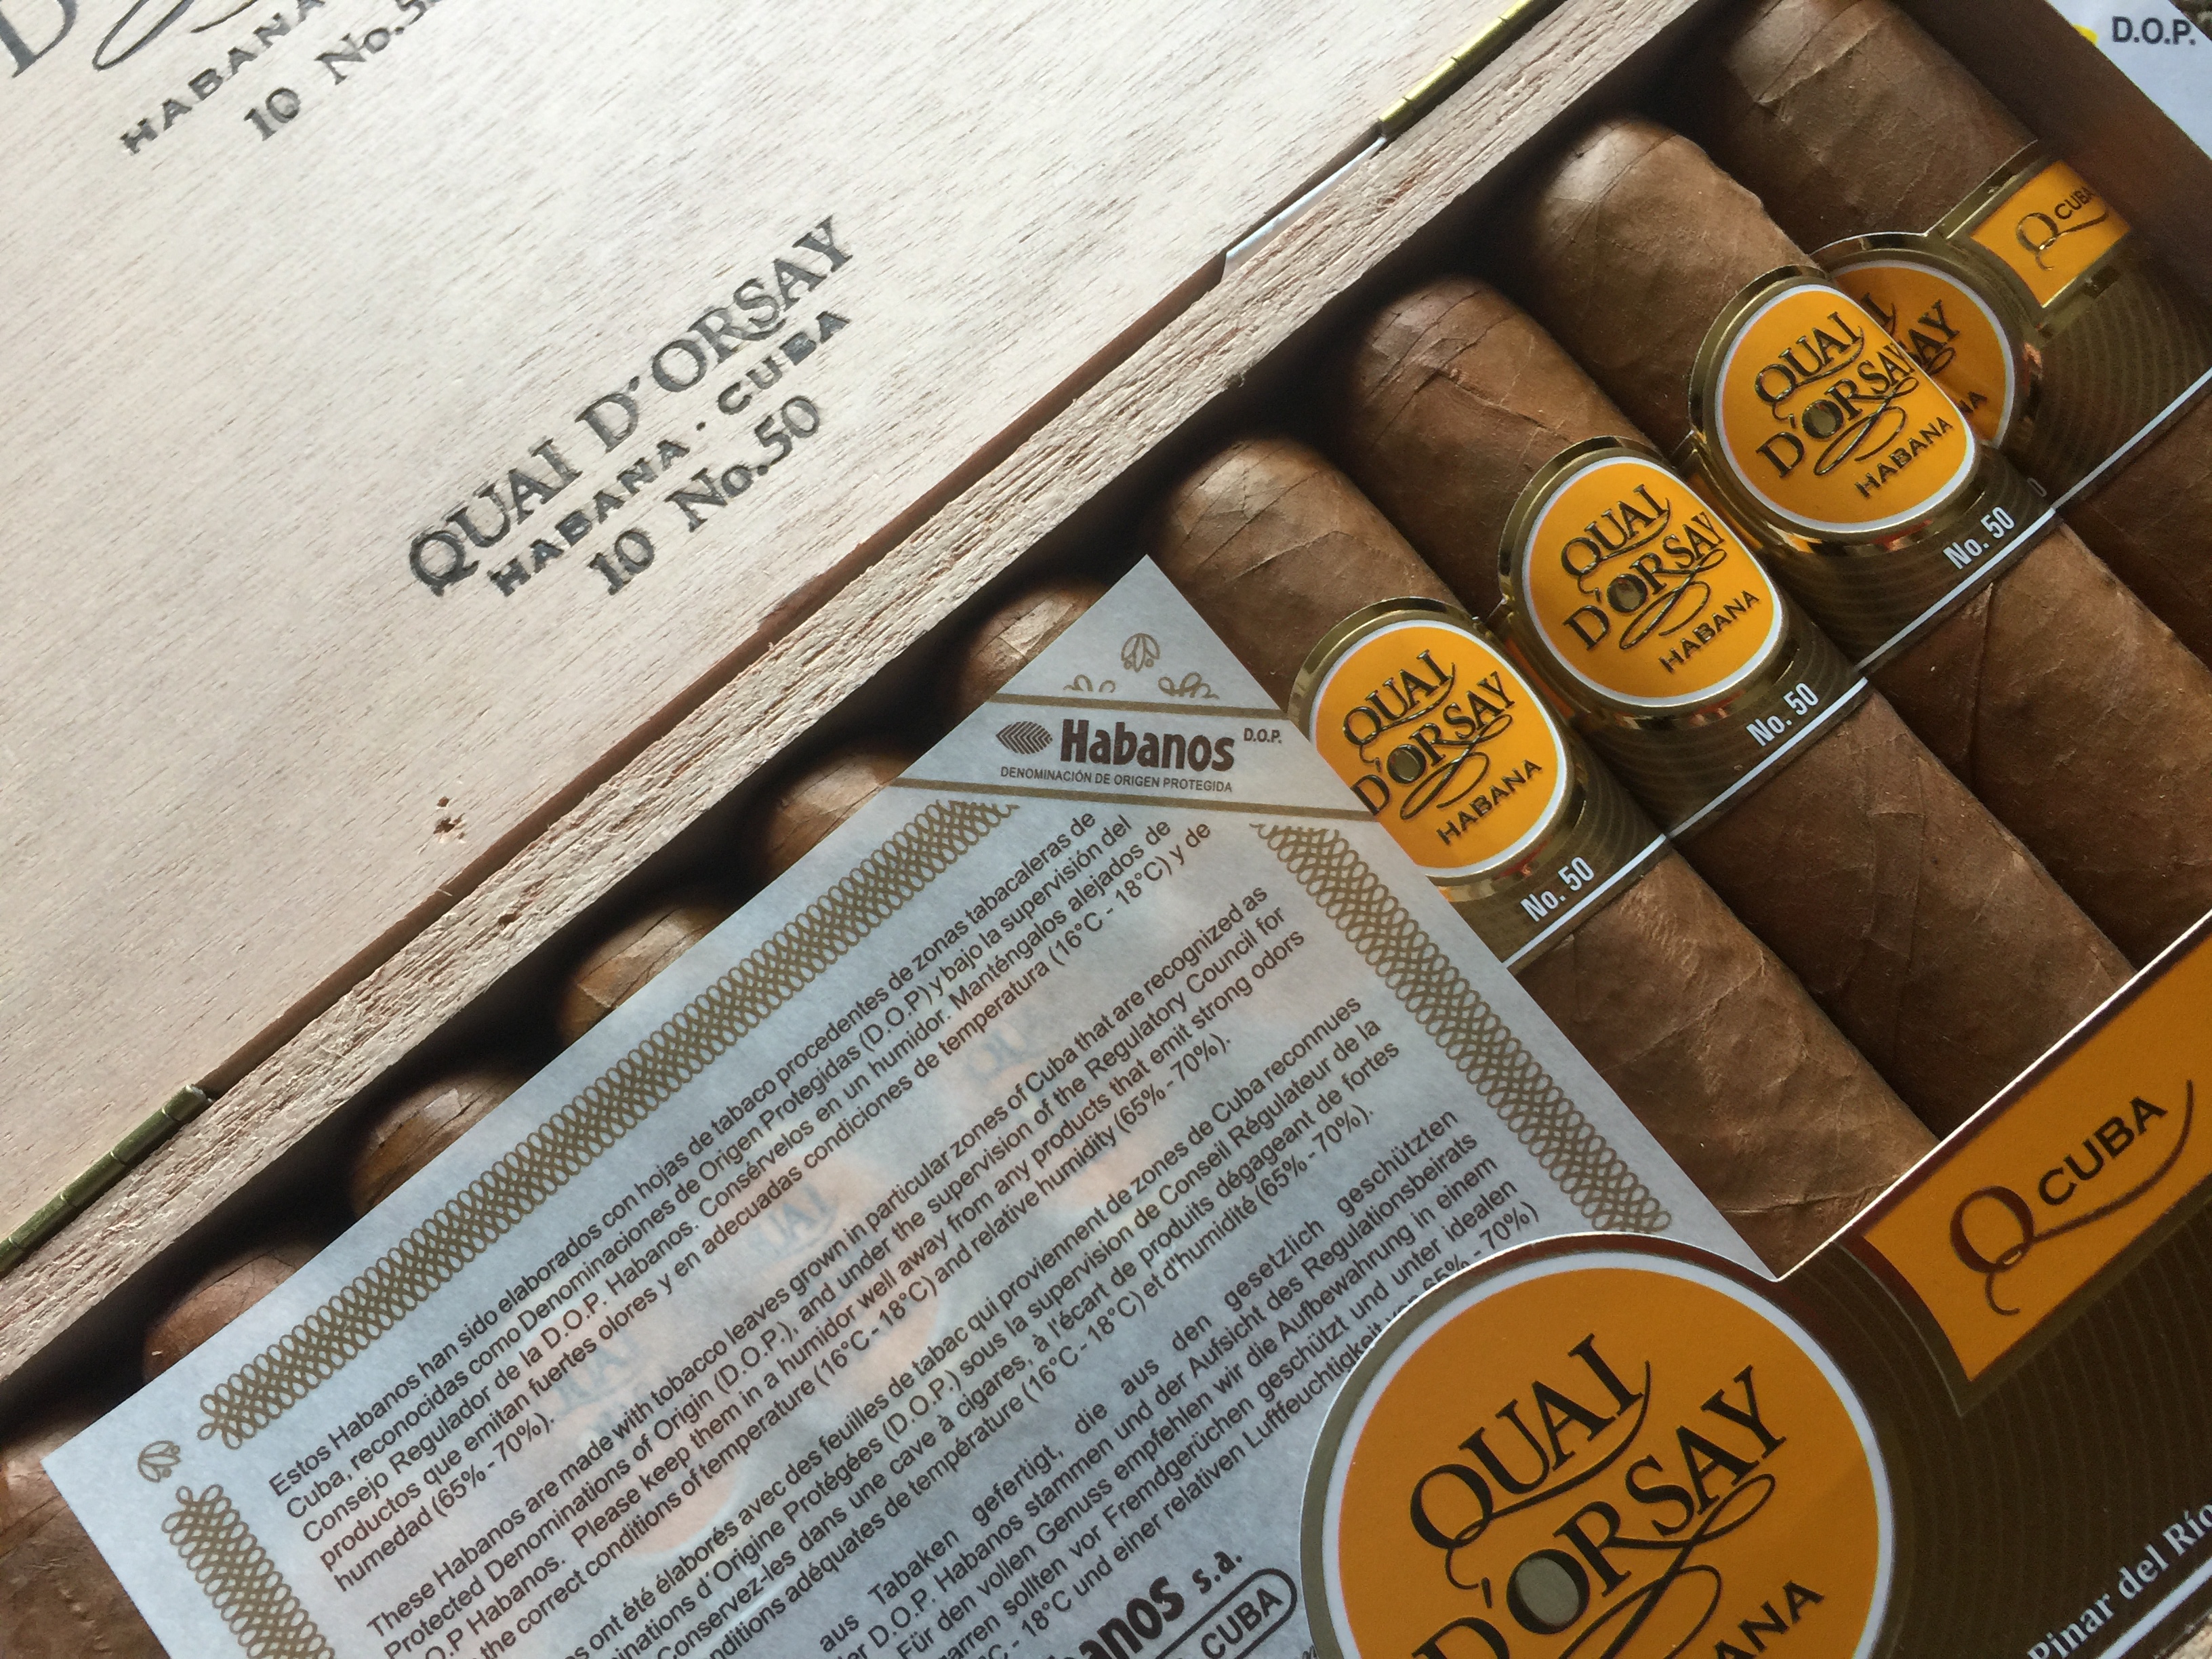 HABANA
10 No.5
QUAI D'ORSAY
HABANA · CUBA
10 No.50
D.O.P.
Q CUBA
QUAI
D'ORSAY
HABANA
No. 50
QUAI
D'ORSAY
HABANA
No. 50
QUAI
D'ORSAY
HABANA
No. 50
Habanos D.O.P.
DENOMINACIÓN DE ORIGEN PROTEGIDA
Estos Habanos han sido elaborados con hojas de tabaco procedentes de zonas tabacaleras de
Cuba, reconocidas como Denominaciones de Origen Protegidas (D.O.P) y bajo la supervisión del
Consejo Regulador de la D.O.P. Habanos. Consérvelos en un humidor. Manténgalos alejados de
productos que emitan fuertes olores y en adecuadas condiciones de temperatura (16°C - 18°C) y de
humedad (65% - 70%).
These Habanos are made with tobacco leaves grown in particular zones of Cuba that are recognized as
Protected Denominations of Origin (D.O.P.), and under the supervision of the Regulatory Council for
O.P Habanos. Please keep them in a humidor well away from any products that emit strong odors
the correct conditions of temperature (16°C - 18°C) and relative humidity (65% - 70%).
s ont été élaborés avec des feuilles de tabac qui proviennent de zones de Cuba reconnues
inations d'Origine Protégées (D.O.P.) sous la supervision de Conseil Régulateur de la
Conservez-les dans une cave à cigares, à l'écart de produits dégageant de fortes
nditions adéquates de température (16°C - 18°C) et d'humidité (65% - 70%).
aus Tabaken gefertigt, die aus den gesetzlich geschützten
er D.O.P. Habanos stammen und der Aufsicht des Regulationsbeirats
Für den vollen Genuss empfehlen wir die Aufbewahrung in einem
garren sollten vor Fremdgerüchen geschützt und unter idealen
°C - 18°C und einer relativen Luftfeuchtigkeit von 65% - 70%)
banos s.a.
CUBA
Q CUBA
QUAI
D'ORSAY
BANA
Pinar del Río